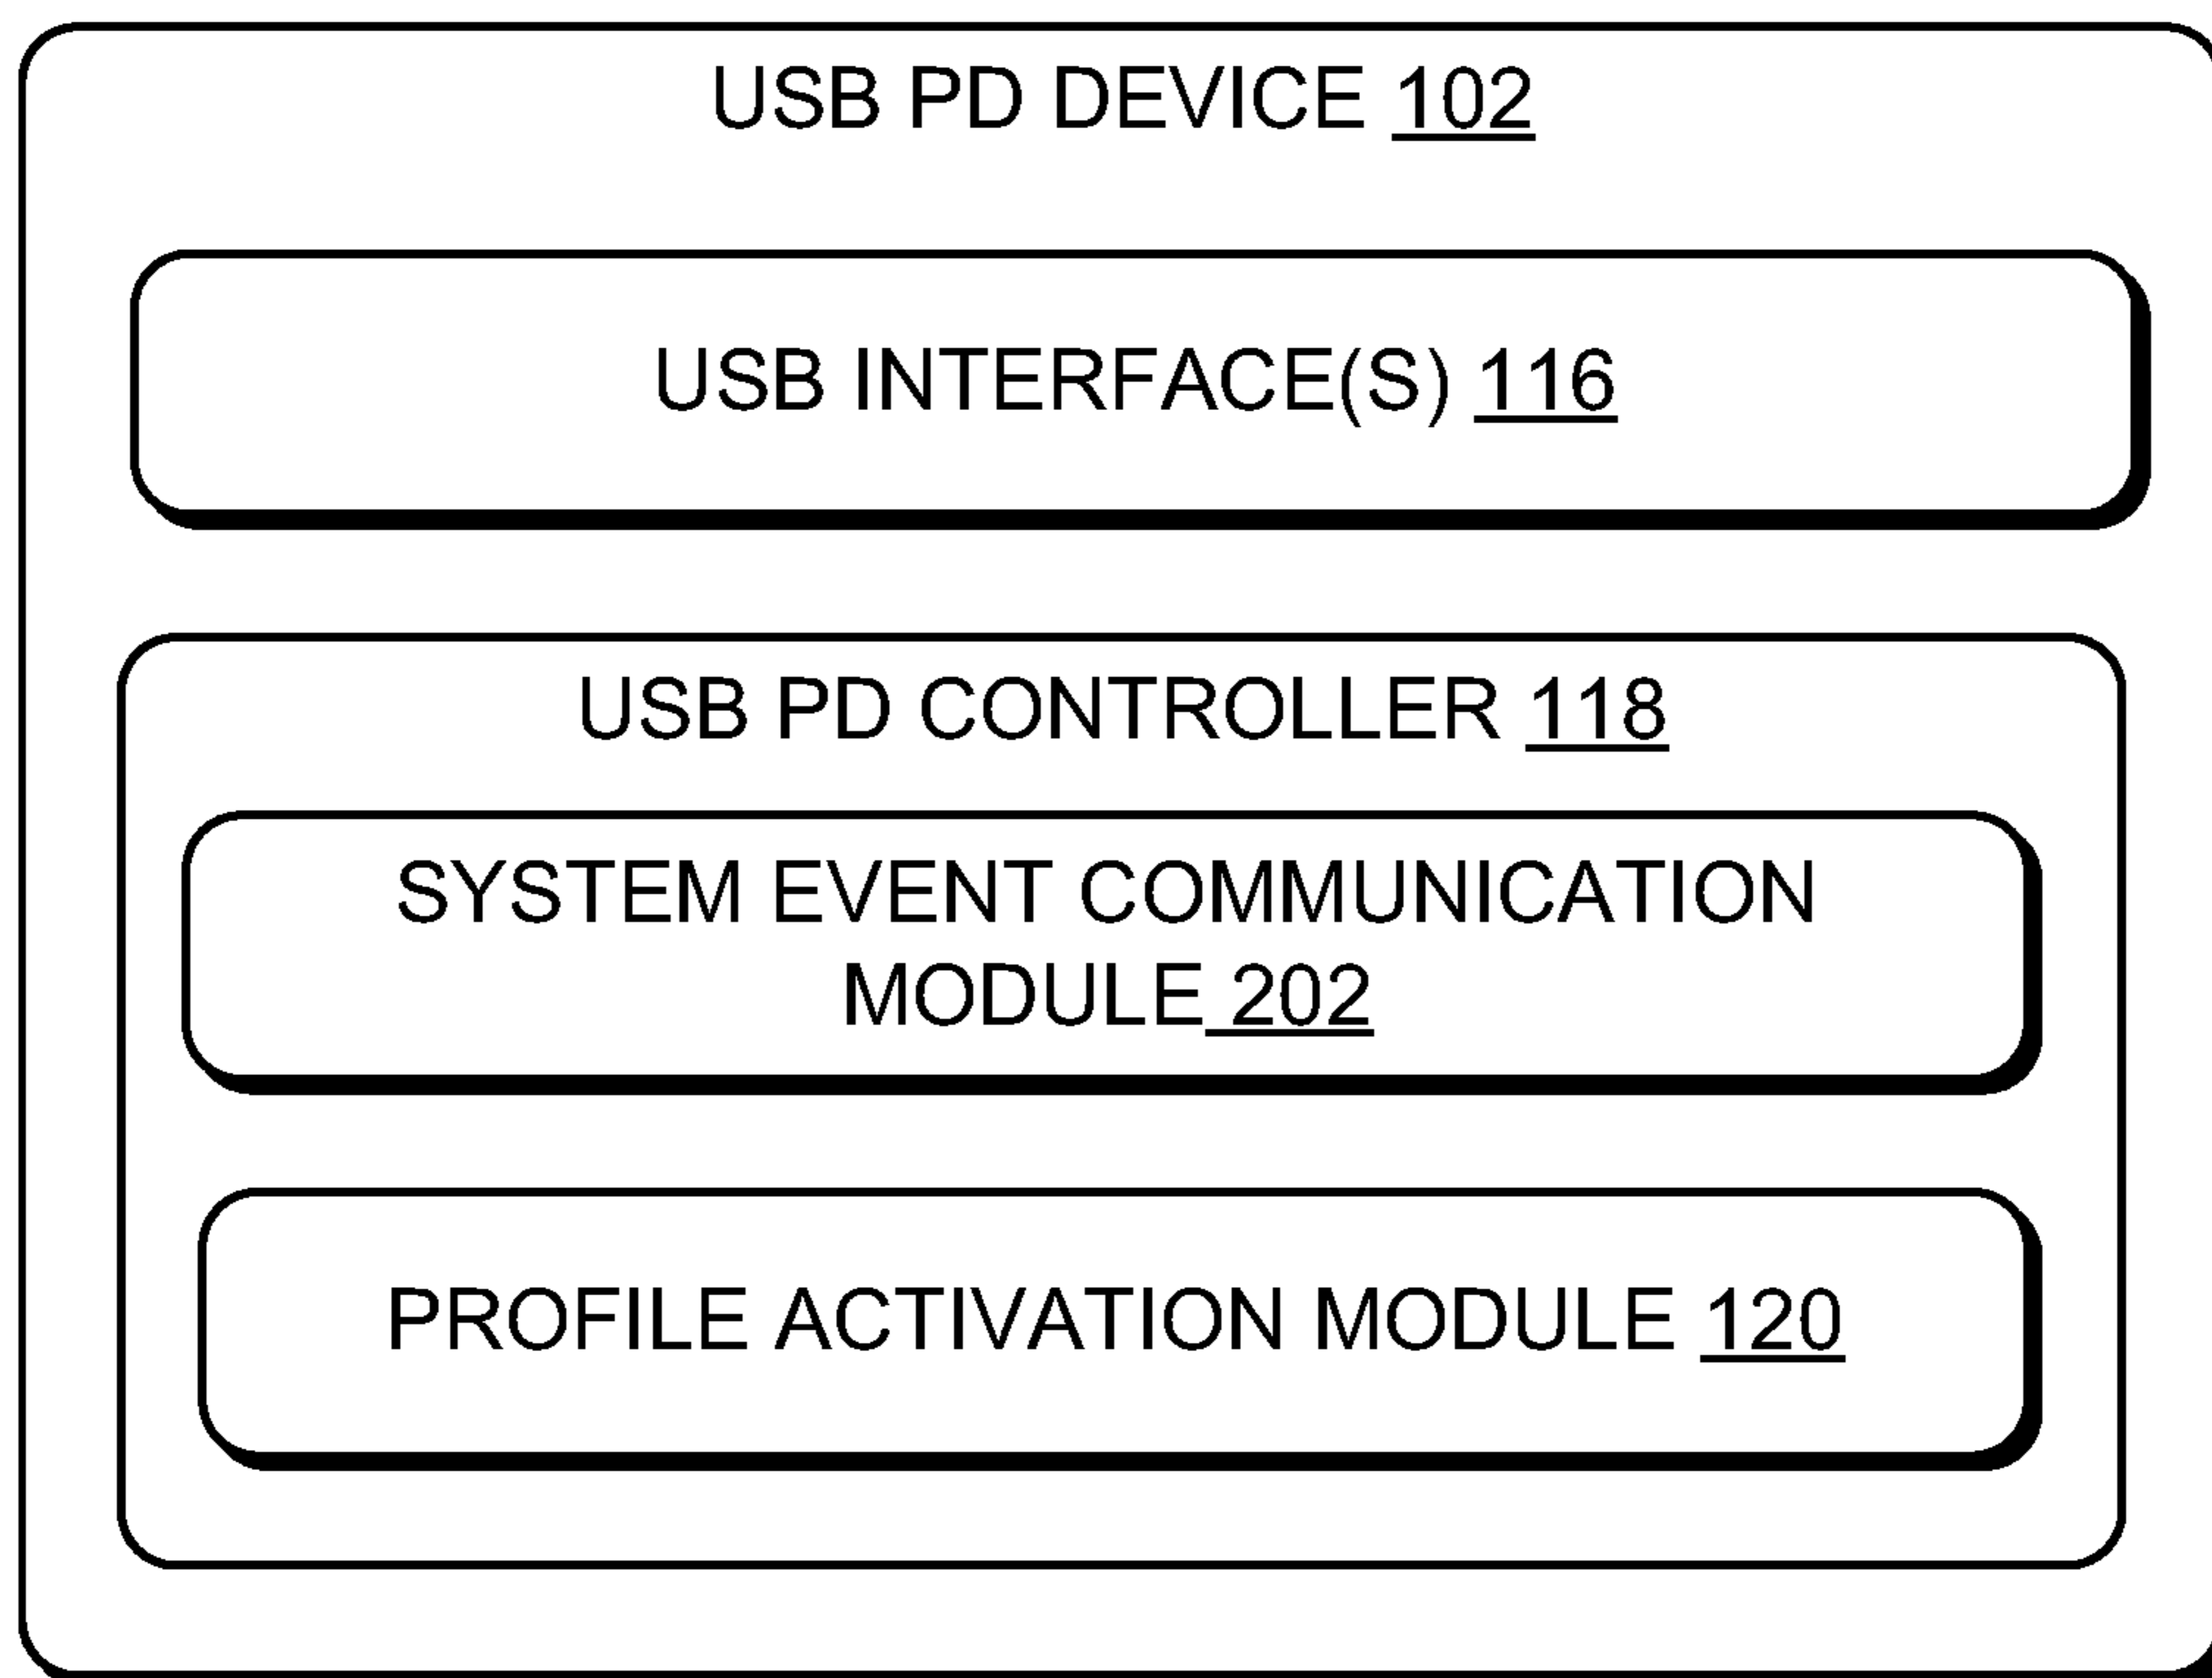 USB PD DEVICE 102
USB INTERFACE(S) 116
USB PD CONTROLLER 118
SYSTEM EVENT COMMUNICATION
MODULE 202
PROFILE ACTIVATION MODULE 120